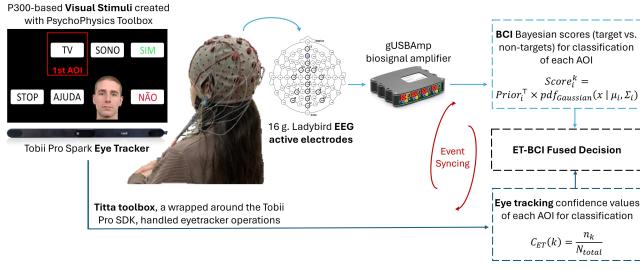 P300-based Visual Stimuli created
with PsychoPhysics Toolbox
TV
SONO
SIM
1st AOI
STOP
AJUDA
NÃO
Tobii Pro Spark Eye Tracker
16 g. Ladybird EEG
active electrodes
gUSBAmp
biosignal amplifier
Event
Syncing
BCI Bayesian scores (target vs.
non-targets) for classification
of each AOI
Score_i^k =
Prior_i^T × pdf_Gaussian(x | μ_i, Σ_i)
ET-BCI Fused Decision
Titta toolbox, a wrapped around the Tobii
Pro SDK, handled eyetracker operations
Eye tracking confidence values
of each AOI for classification
C_ET(k) = n_k / N_total